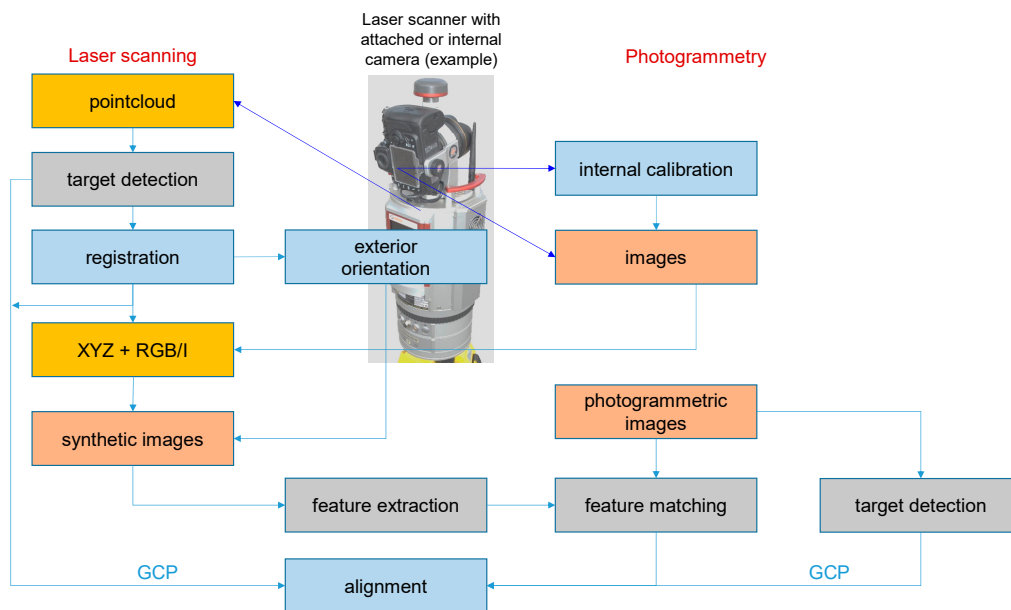 Laser scanner with
attached or internal
camera (example)
Laser scanning
Photogrammetry
pointcloud
target detection
internal calibration
registration
exterior
orientation
images
XYZ + RGB/I
photogrammetric
images
synthetic images
feature extraction
feature matching
target detection
GCP
alignment
GCP